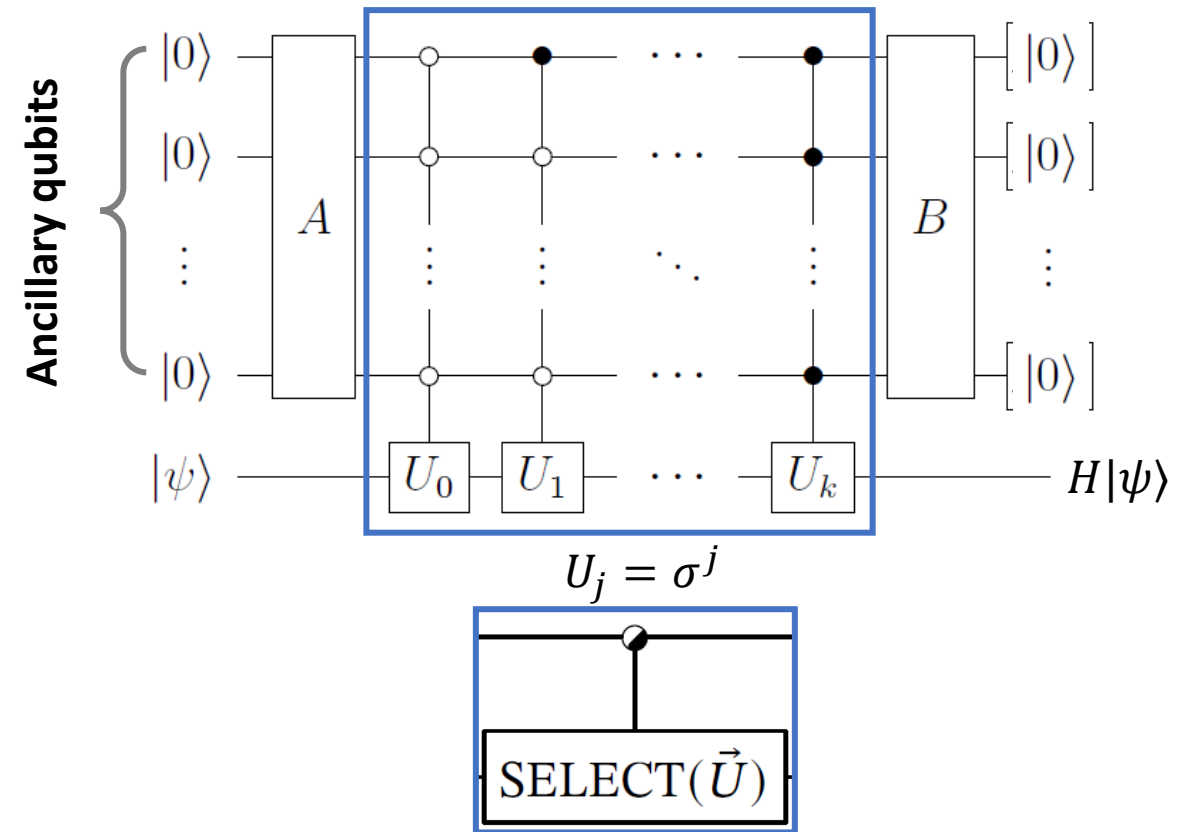 Ancillary qubits
|0⟩ |0⟩
· · ·
|0⟩ · · · |0⟩
A B
⋮ ⋮ ⋮ ⋱ ⋮ ⋮
|0⟩ · · · |0⟩
|ψ⟩ U₀ U₁ · · · Uₖ H|ψ⟩
Uⱼ = σʲ
SELECT(U⃗)